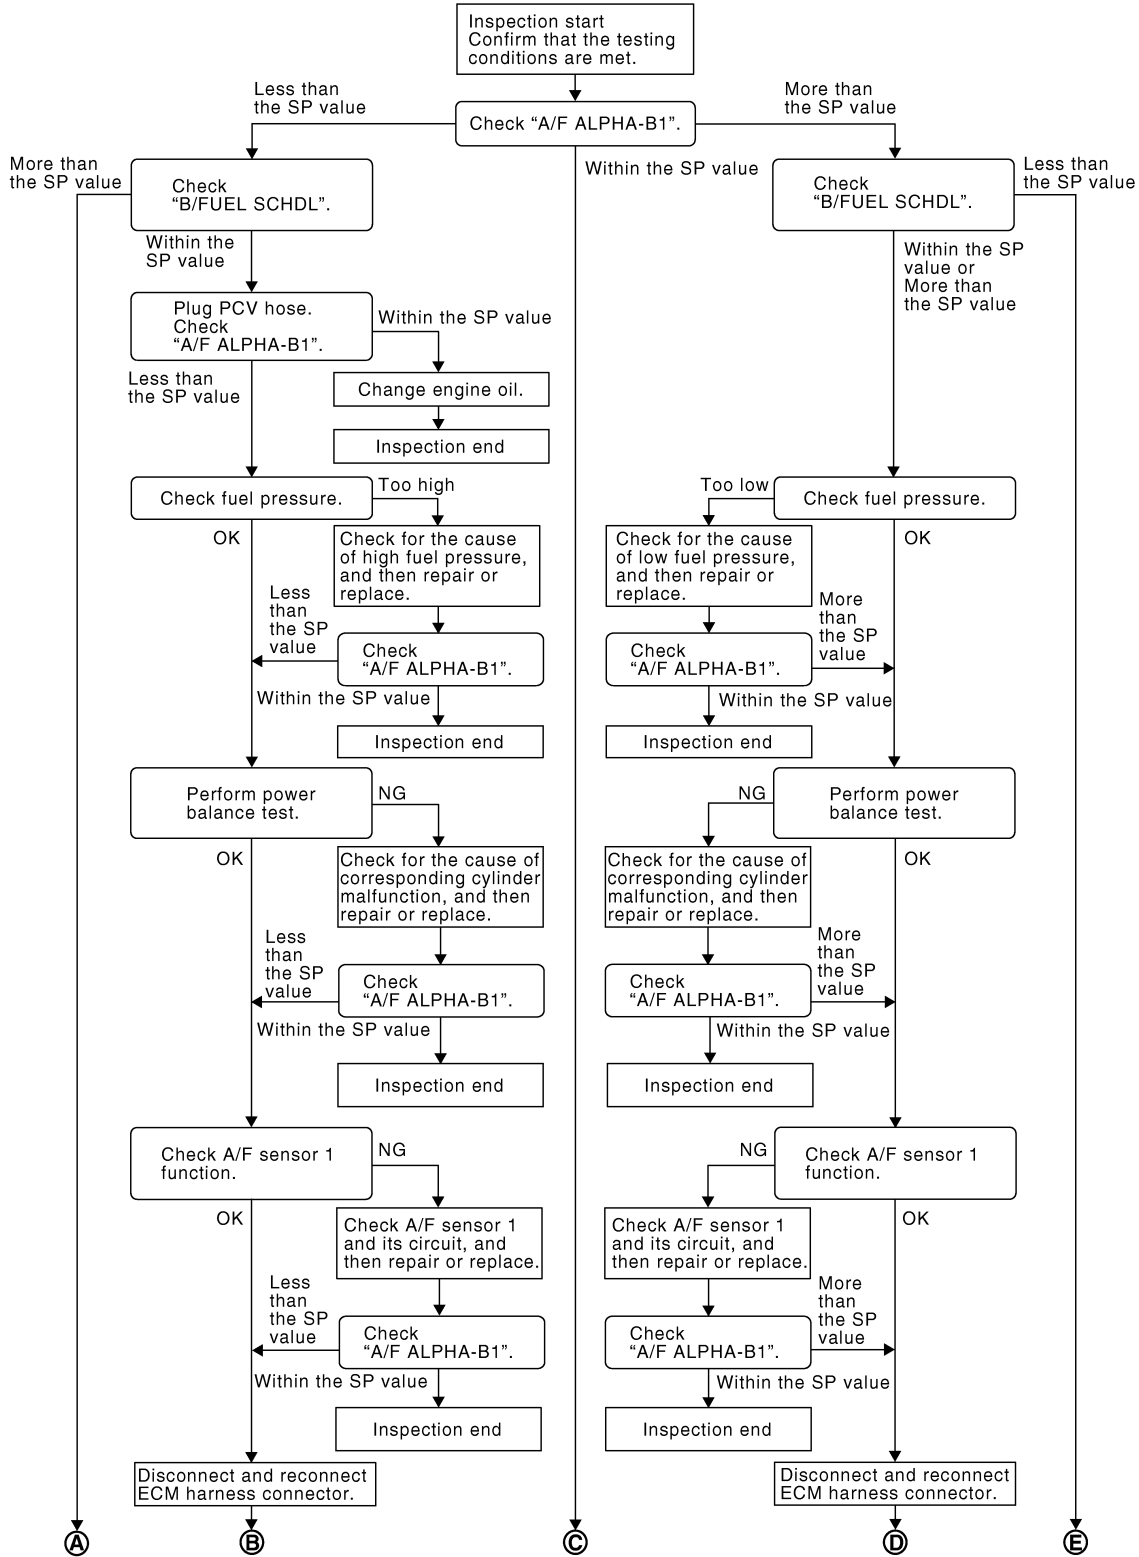 Inspection start
Confirm that the testing
conditions are met.
Less than
the SP value
More than
the SP value
Check “A/F ALPHA-B1”.
More than
the SP value
Within the SP value
Less than
the SP value
Check
“B/FUEL SCHDL”.
Check
“B/FUEL SCHDL”.
Within the
SP value
Within the SP
value or
More than
the SP value
Plug PCV hose.
Check
“A/F ALPHA-B1”.
Within the SP value
Less than
the SP value
Change engine oil.
Inspection end
Check fuel pressure.
Too high
Too low
Check fuel pressure.
OK
OK
Check for the cause
of high fuel pressure,
and then repair or
replace.
Check for the cause
of low fuel pressure,
and then repair or
replace.
Less
than
the SP
value
More
than
the SP
value
Check
“A/F ALPHA-B1”.
Check
“A/F ALPHA-B1”.
Within the SP value
Within the SP value
Inspection end
Inspection end
Perform power
balance test.
NG
NG
Perform power
balance test.
OK
OK
Check for the cause of
corresponding cylinder
malfunction, and then
repair or replace.
Check for the cause of
corresponding cylinder
malfunction, and then
repair or replace.
Less
than
the SP
value
More
than
the SP
value
Check
“A/F ALPHA-B1”.
Check
“A/F ALPHA-B1”.
Within the SP value
Within the SP value
Inspection end
Inspection end
Check A/F sensor 1
function.
NG
NG
Check A/F sensor 1
function.
OK
OK
Check A/F sensor 1
and its circuit, and
then repair or replace.
Check A/F sensor 1
and its circuit, and
then repair or replace.
Less
than
the SP
value
More
than
the SP
value
Check
“A/F ALPHA-B1”.
Check
“A/F ALPHA-B1”.
Within the SP value
Within the SP value
Inspection end
Inspection end
Disconnect and reconnect
ECM harness connector.
Disconnect and reconnect
ECM harness connector.
A
B
C
D
E